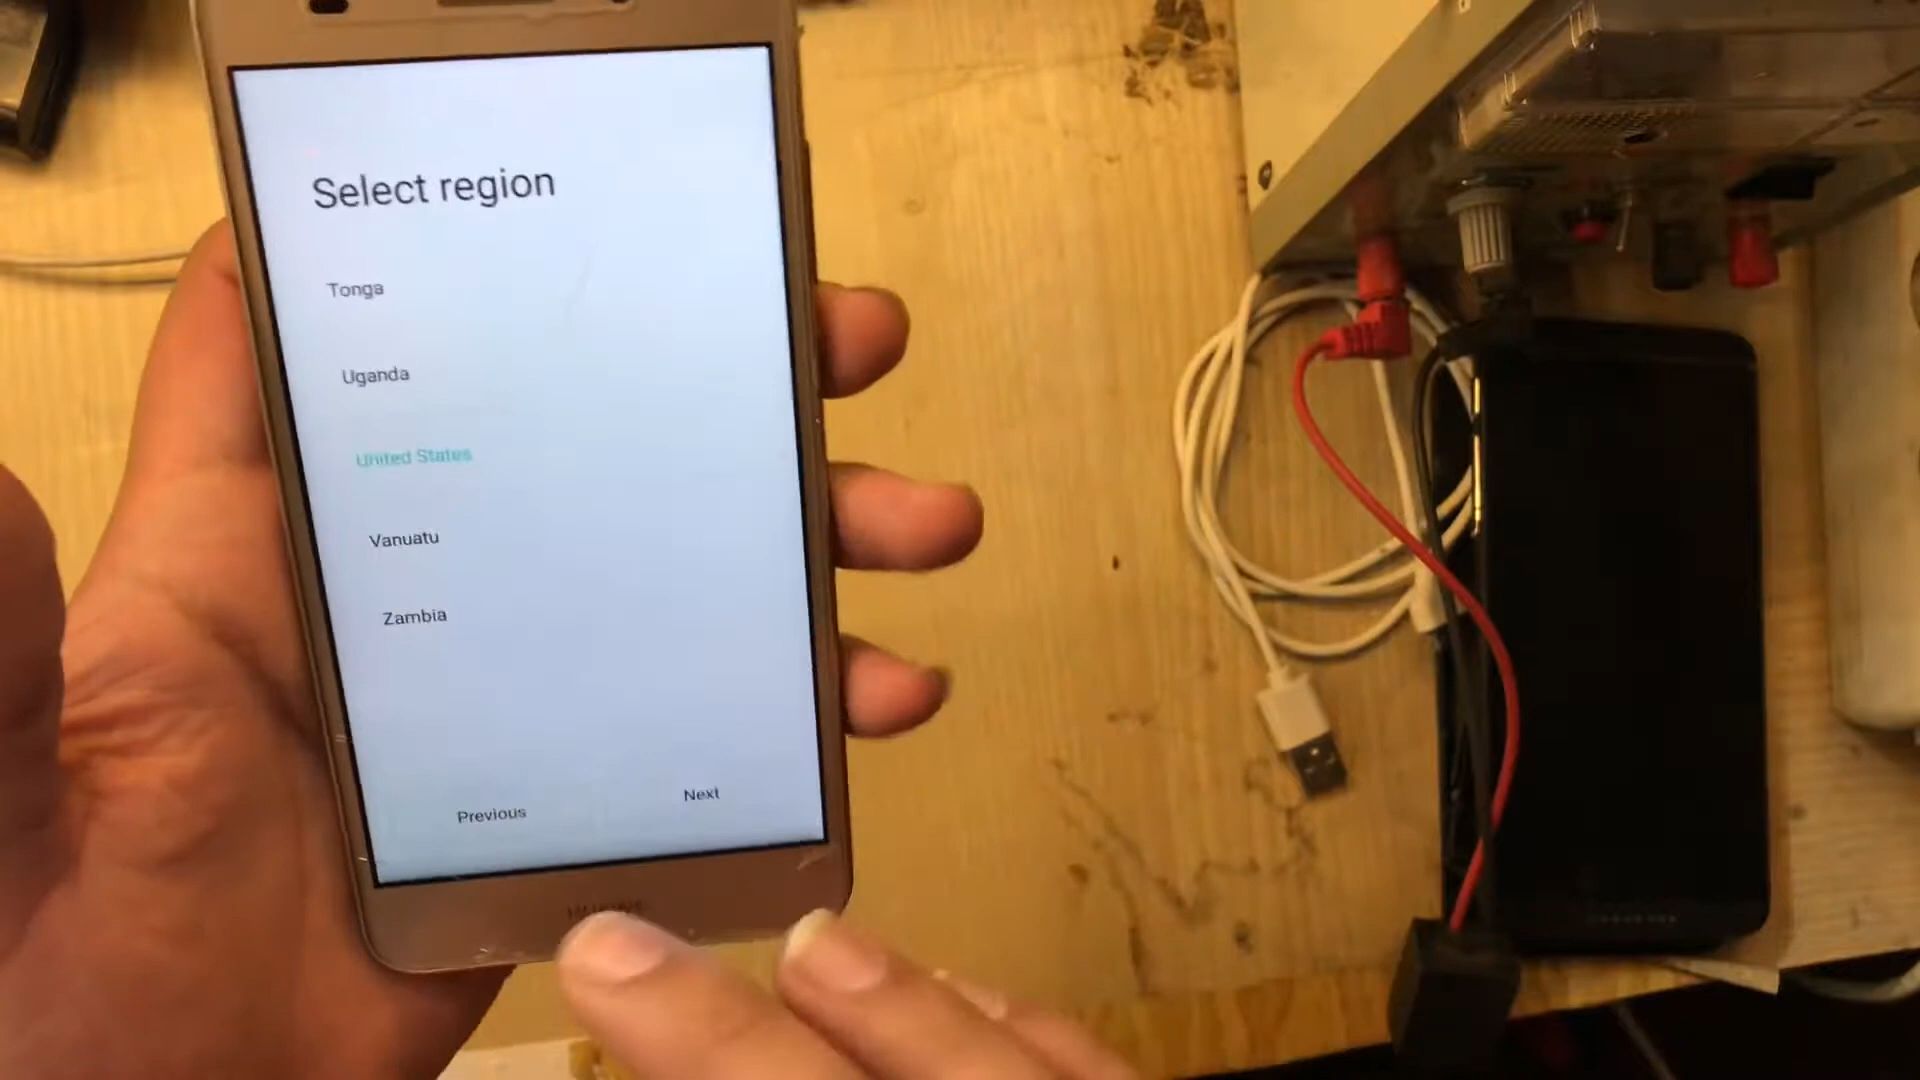 Select region
Tonga
Uganda
United States
Vanuatu
Zambia
Previous
Next